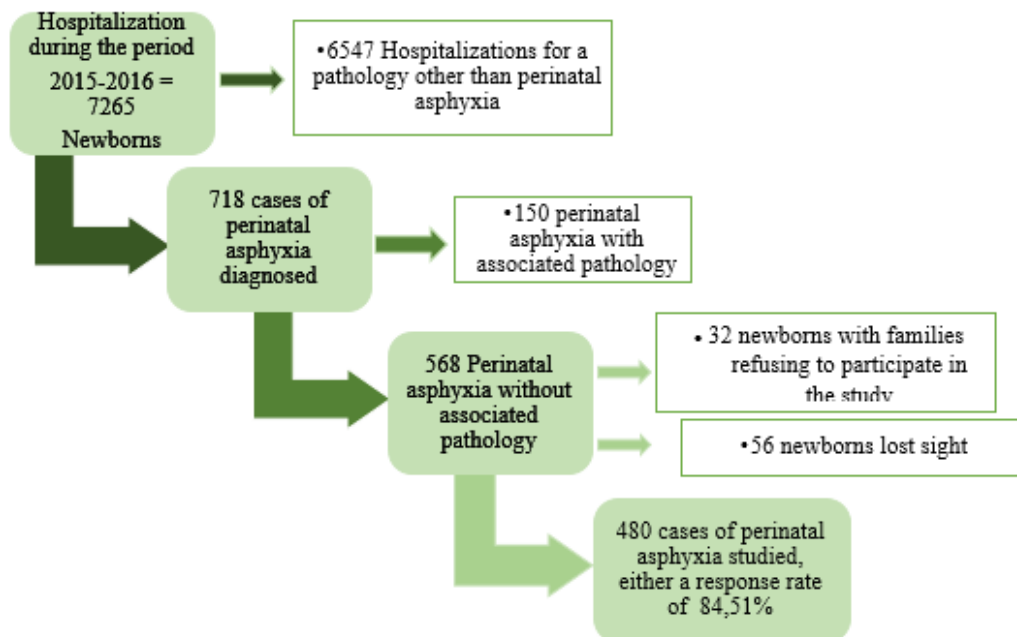 Hospitalization
during the period
2015-2016 =
7265
Newborns
•6547 Hospitalizations for a
pathology other than perinatal
asphyxia
718 cases of
perinatal
asphyxia
diagnosed
•150 perinatal
asphyxia with
associated pathology
568 Perinatal
asphyxia without
associated
pathology
• 32 newborns with families
refusing to participate in
the study
•56 newborns lost sight
480 cases of perinatal
asphyxia studied,
either a response rate
of 84,51%